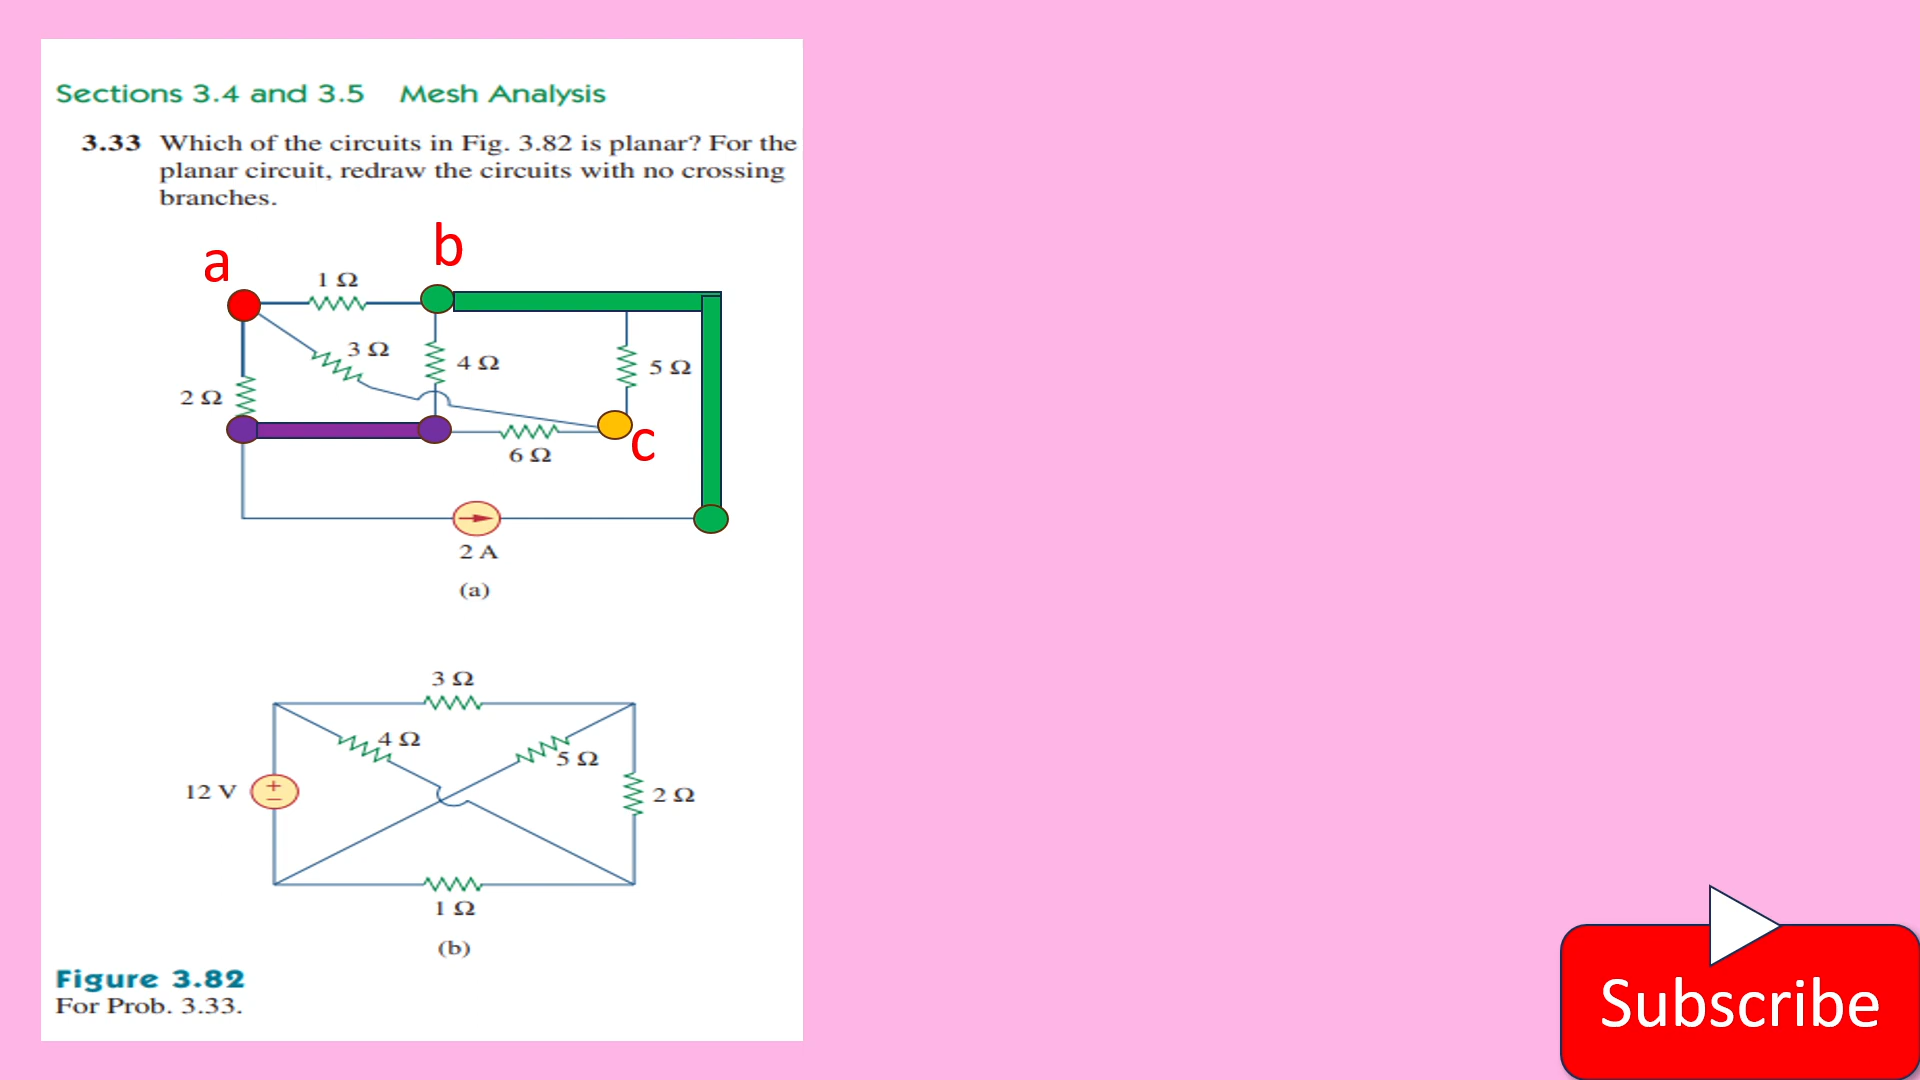 Sections 3.4 and 3.5 Mesh Analysis
3.33 Which of the circuits in Fig. 3.82 is planar? For the
planar circuit, redraw the circuits with no crossing
branches.
a
b
1 Ω
3 Ω
4 Ω
5 Ω
2 Ω
c
6 Ω
2 A
(a)
3 Ω
4 Ω
5 Ω
12 V
+
−
2 Ω
1 Ω
(b)
Figure 3.82
For Prob. 3.33.
Subscribe